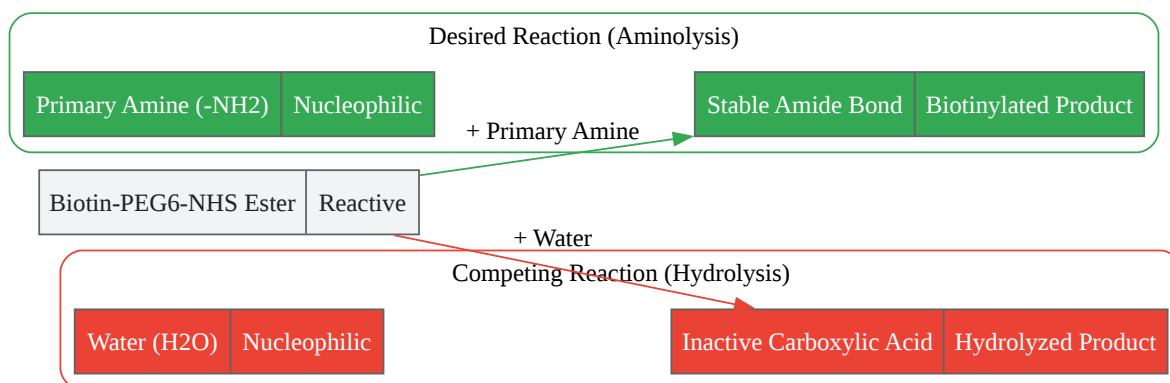 Desired Reaction (Aminolysis)
Primary Amine (-NH2) Nucleophilic
Stable Amide Bond Biotinylated Product
+ Primary Amine
Biotin-PEG6-NHS Ester Reactive
+ Water
Competing Reaction (Hydrolysis)
Water (H2O) Nucleophilic
Inactive Carboxylic Acid Hydrolyzed Product